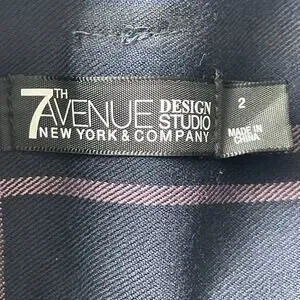 7TH AVENUE DESIGN STUDIO
NEW YORK & COMPANY
2
MADE IN
CHINA